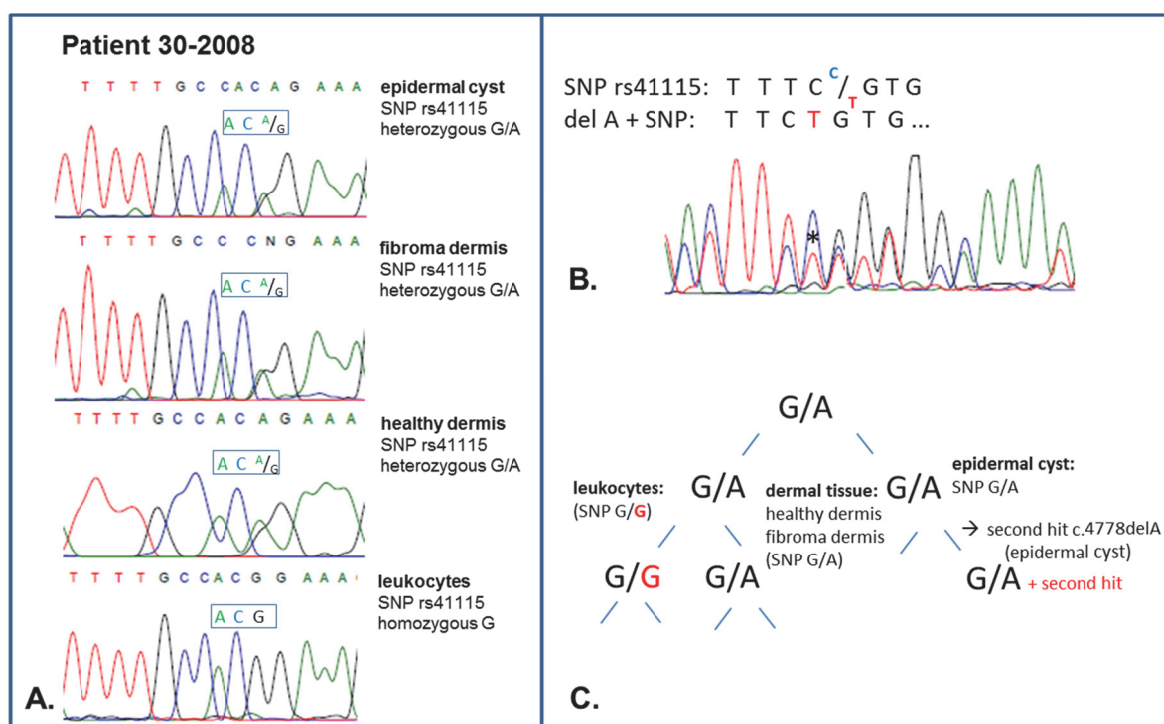 Patient 30-2008
T T T T G C C A C A G A A A
epidermal cyst
SNP rs41115
heterozygous G/A
A C A/G
T T T T G C C C N G A A A
fibroma dermis
SNP rs41115
heterozygous G/A
A C A/G
T T T T G C C A C A G A A A
healthy dermis
SNP rs41115
heterozygous G/A
A C A/G
T T T T G C C A C G G A A A
leukocytes
SNP rs41115
homozygous G
A C G
A.
SNP rs41115: T T T C C/T G T G
del A + SNP: T T C T G T G ...
*
B.
G/A
leukocytes:
(SNP G/G)
G/A
dermal tissue:
healthy dermis
fibroma dermis
(SNP G/A)
G/A
epidermal cyst:
SNP G/A
→ second hit c.4778delA
(epidermal cyst)
G/G
G/A
G/A + second hit
C.